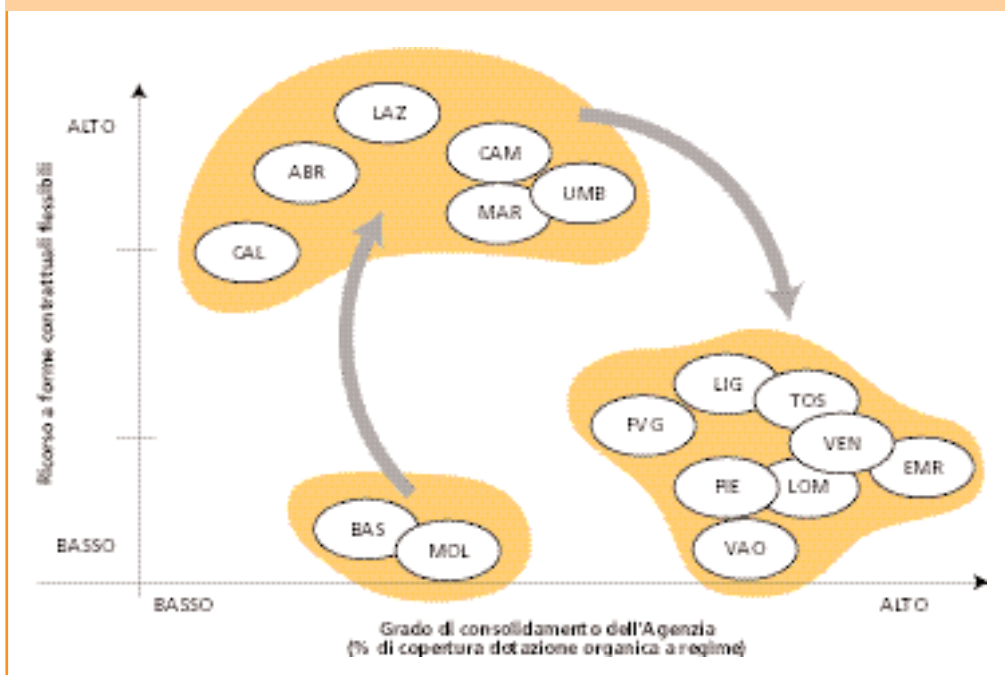 ALTO
Ricorso a forme contrattuali flessibili
BASSO
LAZ
CAM
ABR
UMB
MAR
CAL
LIG
TOS
FVG
VEN
EMR
PIE
LOM
BAS
MOL
VAO
BASSO
ALTO
Grado di consolidamento dell'Agenzia
(% di copertura dotazione organica a regime)